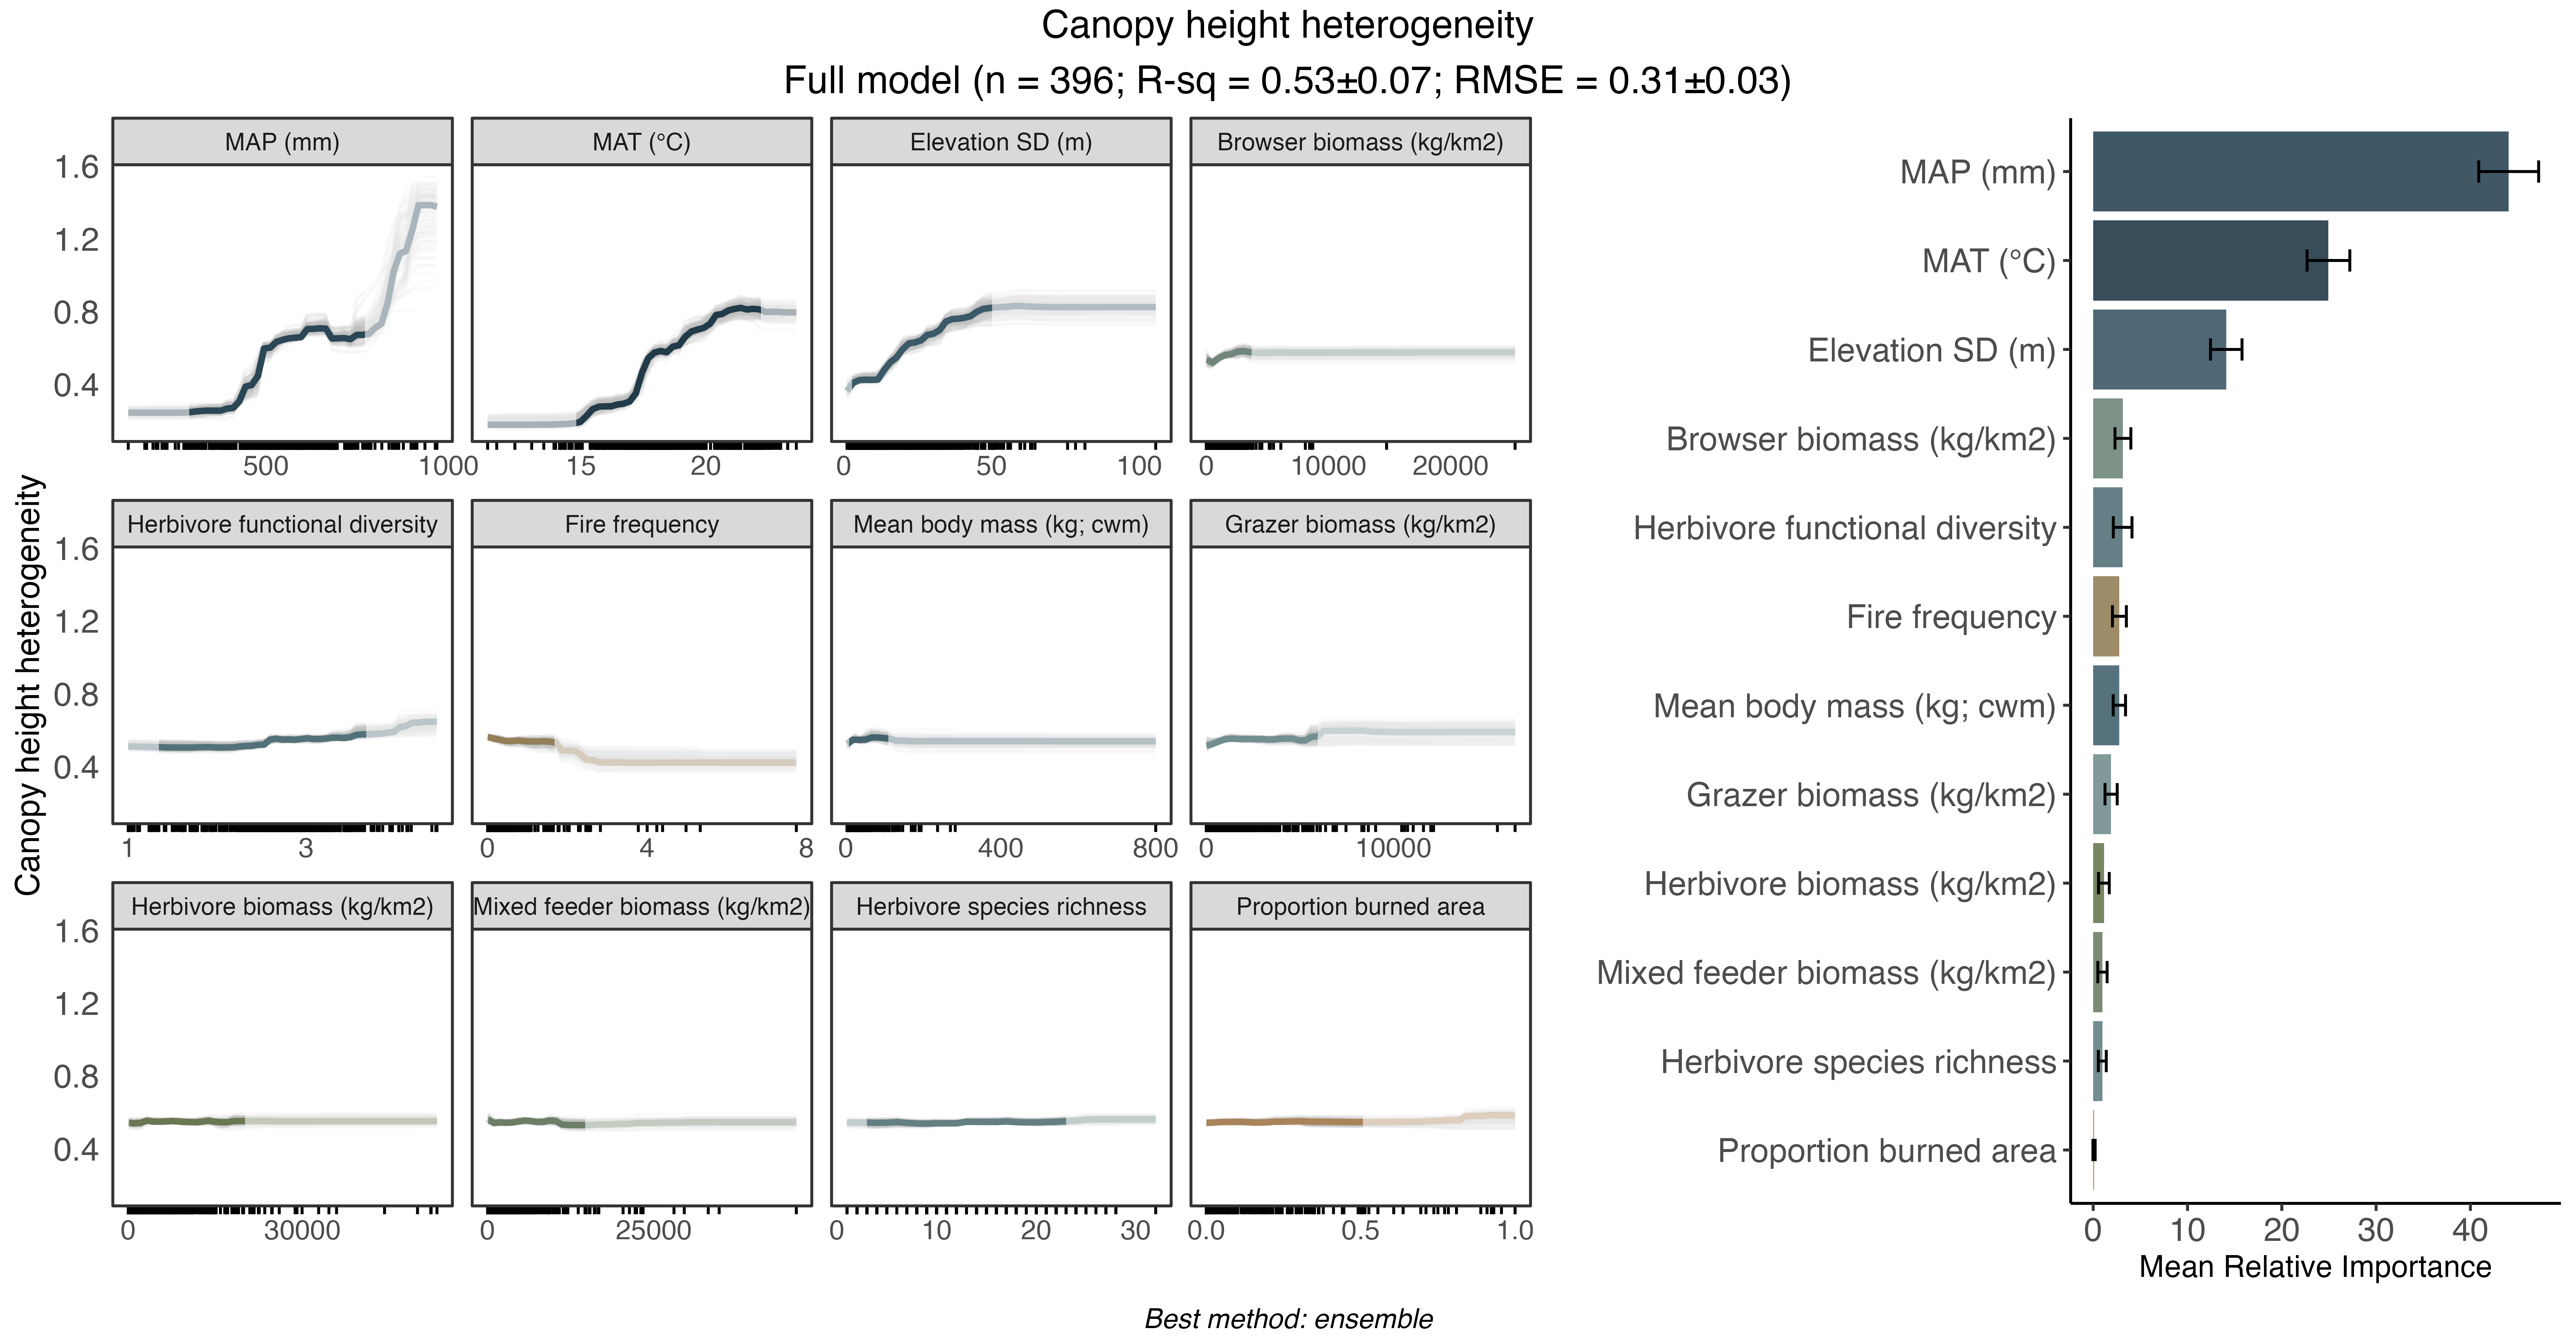 Canopy height heterogeneity
Full model (n = 396; R-sq = 0.53±0.07; RMSE = 0.31±0.03)
Canopy height heterogeneity
MAP (mm)
MAT (°C)
Elevation SD (m)
Browser biomass (kg/km2)
1.6
1.2
0.8
0.4
500 1000
15 20
0 50 100
0 10000 20000
Herbivore functional diversity
Fire frequency
Mean body mass (kg; cwm)
Grazer biomass (kg/km2)
1.6
1.2
0.8
0.4
1 3
0 4 8
0 400 800
0 10000
Herbivore biomass (kg/km2)
Mixed feeder biomass (kg/km2)
Herbivore species richness
Proportion burned area
1.6
1.2
0.8
0.4
0 30000
0 25000
10 20 30
0.0 0.5 1.0
MAP (mm)
MAT (°C)
Elevation SD (m)
Browser biomass (kg/km2)
Herbivore functional diversity
Fire frequency
Mean body mass (kg; cwm)
Grazer biomass (kg/km2)
Herbivore biomass (kg/km2)
Mixed feeder biomass (kg/km2)
Herbivore species richness
Proportion burned area
0 10 20 30 40
Mean Relative Importance
Best method: ensemble